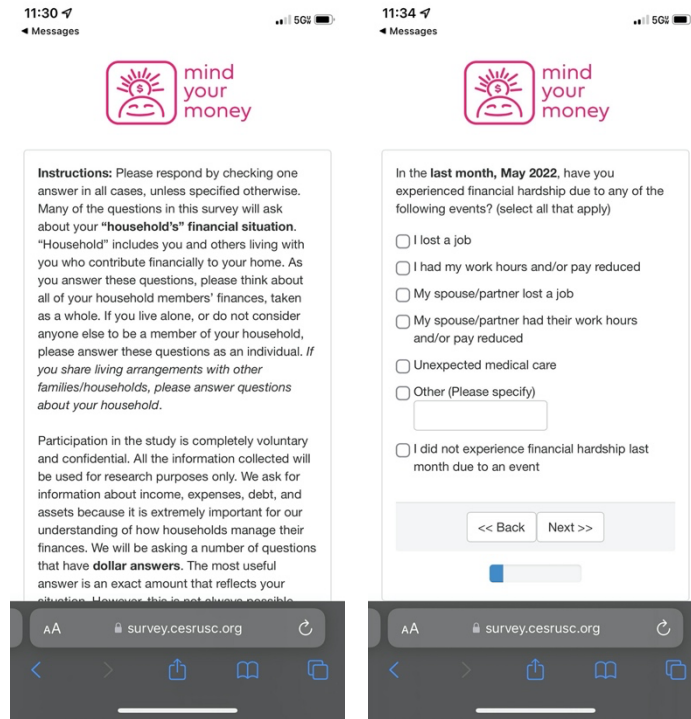 11:30
5G
Messages
mind
your
money
$
Instructions: Please respond by checking one
answer in all cases, unless specified otherwise.
Many of the questions in this survey will ask
about your “household’s” financial situation.
“Household” includes you and others living with
you who contribute financially to your home. As
you answer these questions, please think about
all of your household members’ finances, taken
as a whole. If you live alone, or do not consider
anyone else to be a member of your household,
please answer these questions as an individual. If
you share living arrangements with other
families/households, please answer questions
about your household.
Participation in the study is completely voluntary
and confidential. All the information collected will
be used for research purposes only. We ask for
information about income, expenses, debt, and
assets because it is extremely important for our
understanding of how households manage their
finances. We will be asking a number of questions
that have dollar answers. The most useful
answer is an exact amount that reflects your
situation. However, this is not always possible
AA survey.cesrusc.org
11:34
5G
Messages
mind
your
money
$
In the last month, May 2022, have you
experienced financial hardship due to any of the
following events? (select all that apply)
I lost a job
I had my work hours and/or pay reduced
My spouse/partner lost a job
My spouse/partner had their work hours
and/or pay reduced
Unexpected medical care
Other (Please specify)
I did not experience financial hardship last
month due to an event
<< Back
Next >>
AA survey.cesrusc.org